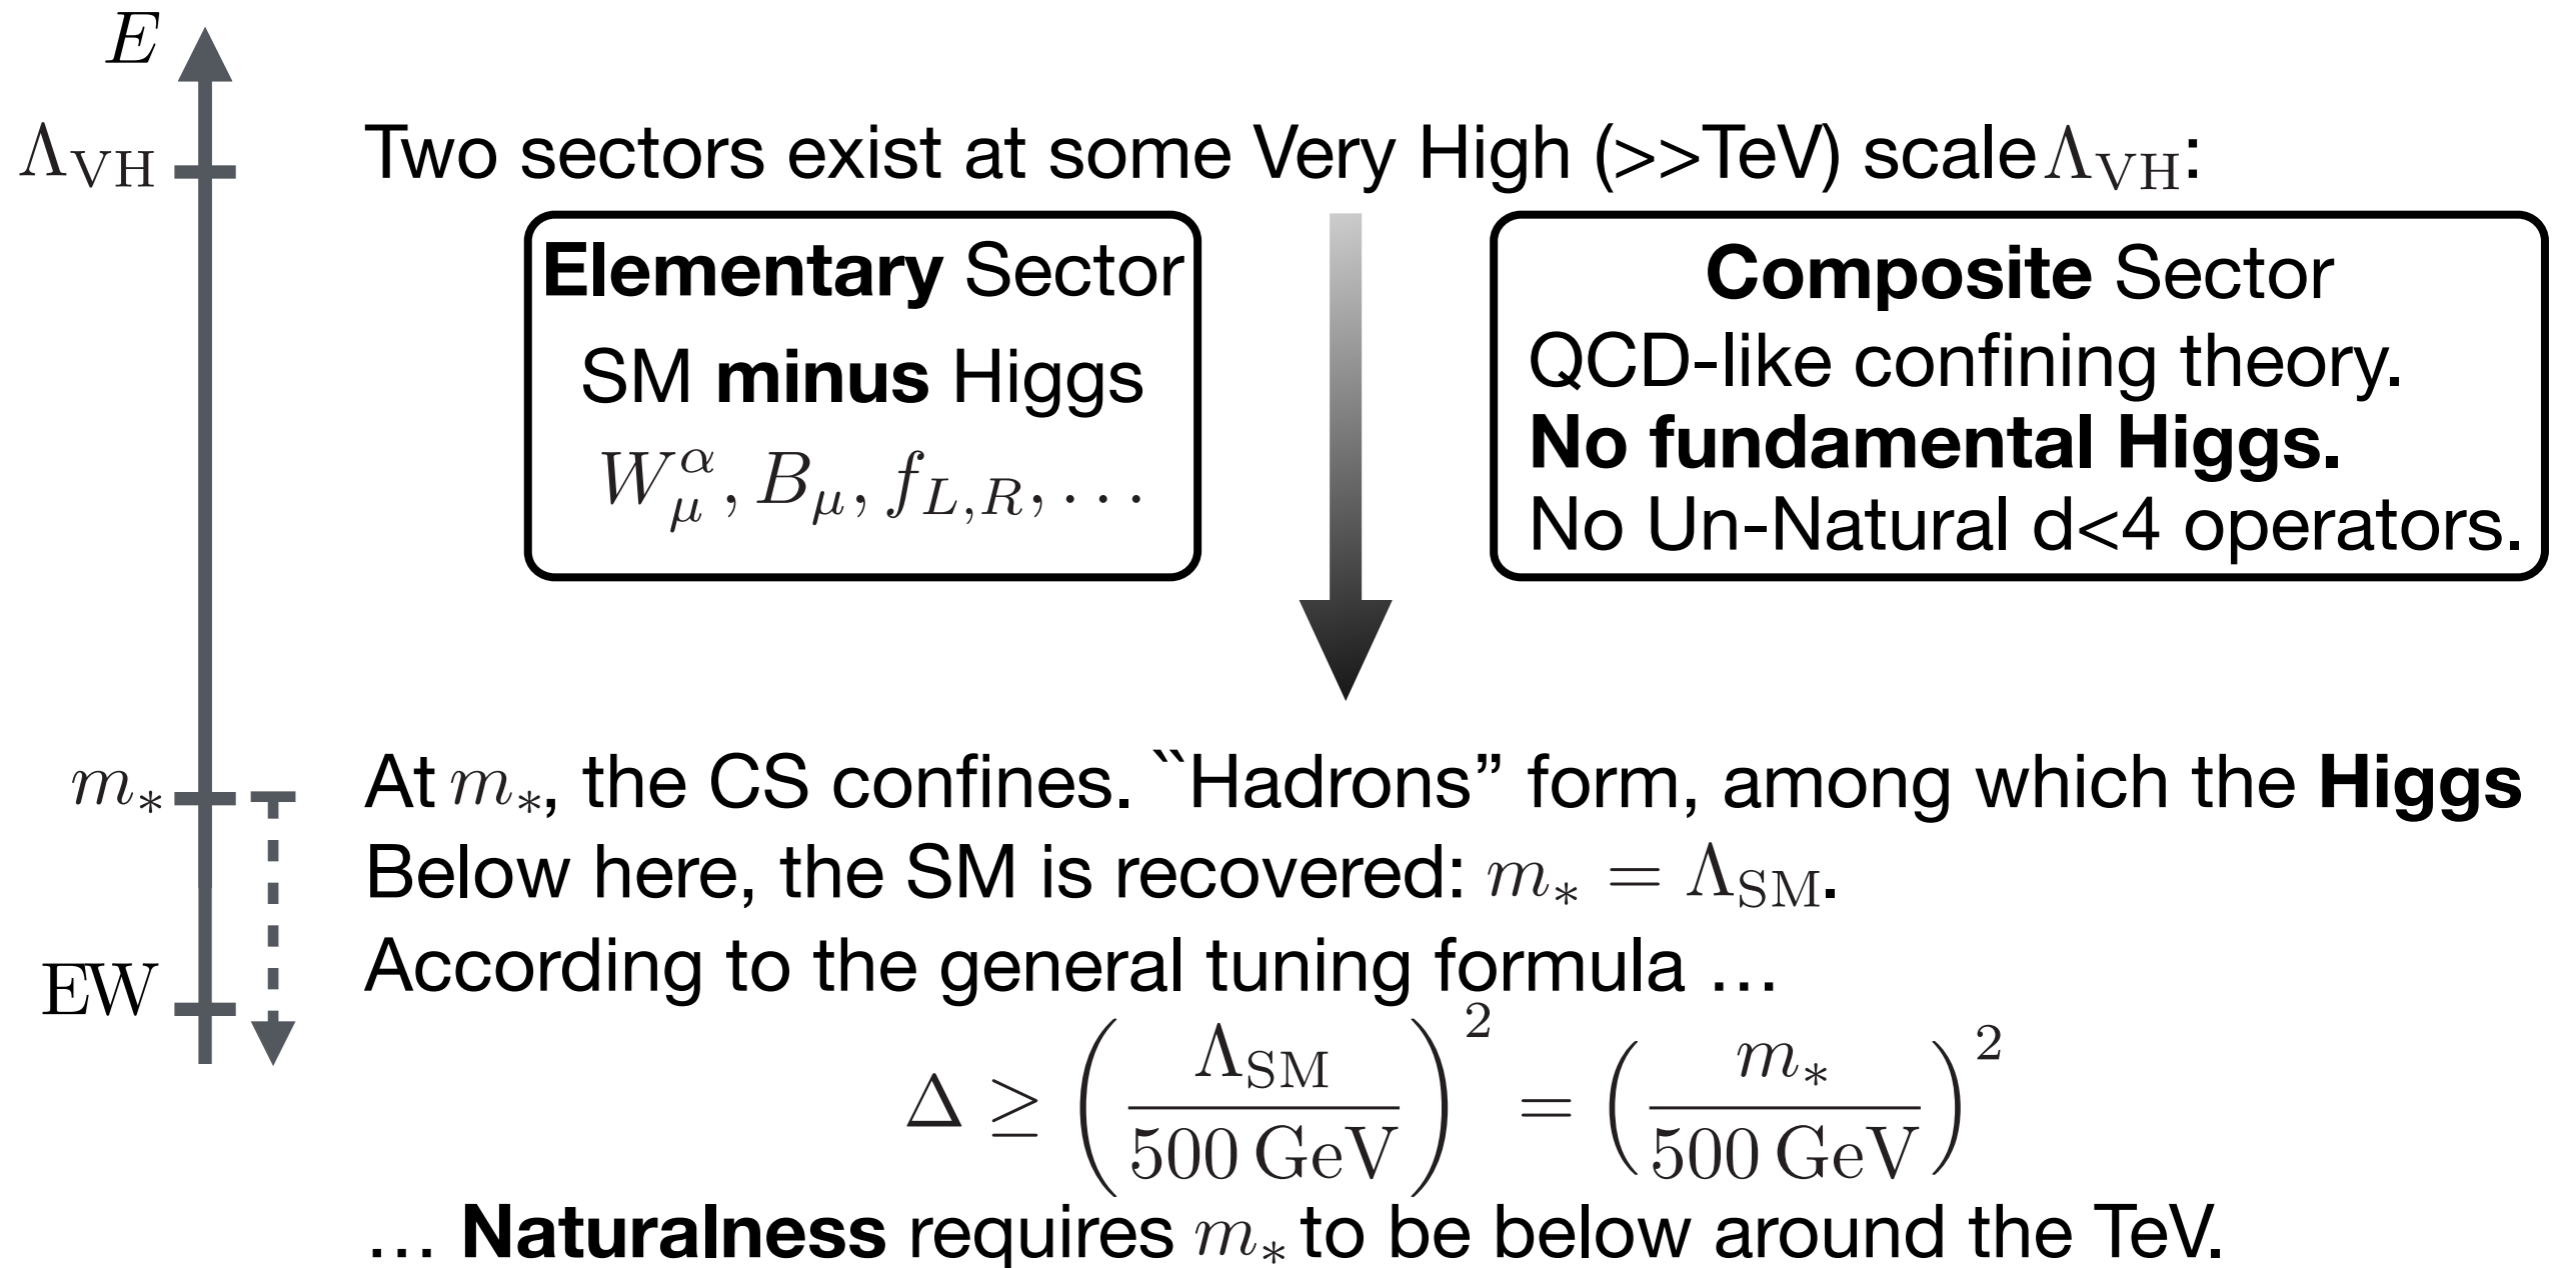 E
Λ_VH
Two sectors exist at some Very High (>>TeV) scale Λ_VH:
Elementary Sector
SM minus Higgs
W_μ^α, B_μ, f_{L,R}, . . .
Composite Sector
QCD-like confining theory.
No fundamental Higgs.
No Un-Natural d<4 operators.
m_*
At m_*, the CS confines. ``Hadrons” form, among which the Higgs
Below here, the SM is recovered: m_* = Λ_SM.
EW
According to the general tuning formula …
Δ ≥ (Λ_SM / 500 GeV)^2 = (m_* / 500 GeV)^2
… Naturalness requires m_* to be below around the TeV.